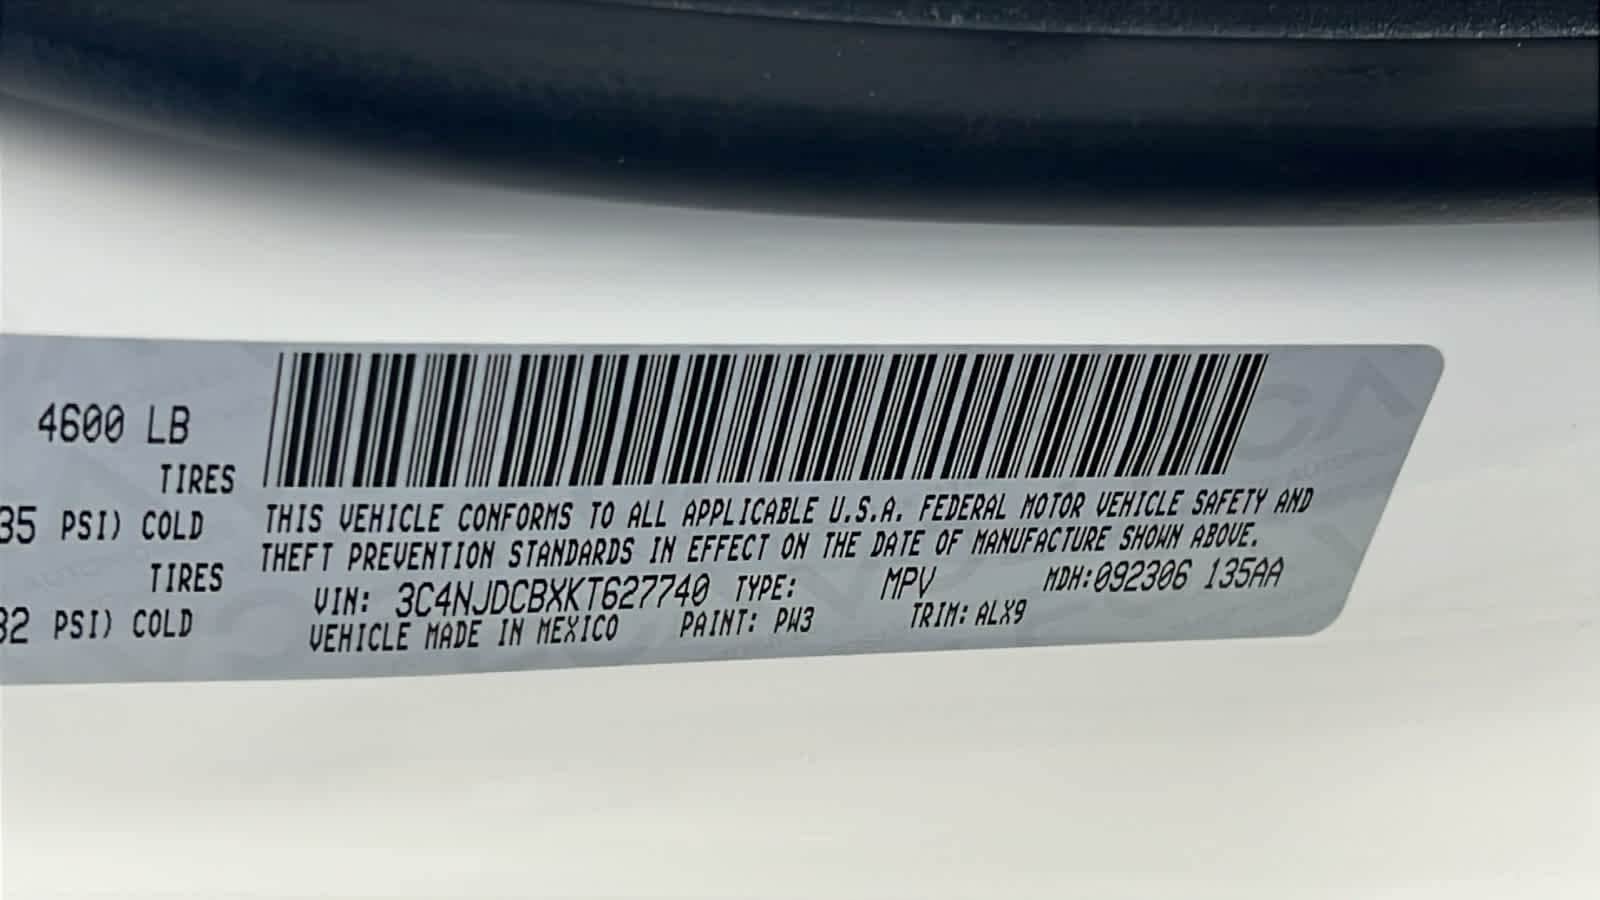 4600 LB
TIRES
35 PSI) COLD
TIRES
32 PSI) COLD
THIS VEHICLE CONFORMS TO ALL APPLICABLE U.S.A. FEDERAL MOTOR VEHICLE SAFETY AND
THEFT PREVENTION STANDARDS IN EFFECT ON THE DATE OF MANUFACTURE SHOWN ABOVE.
VIN: 3C4NJDCBXKT627740 TYPE: MPV MDH:092306 135AA
VEHICLE MADE IN MEXICO PAINT: PW3 TRIM: ALX9